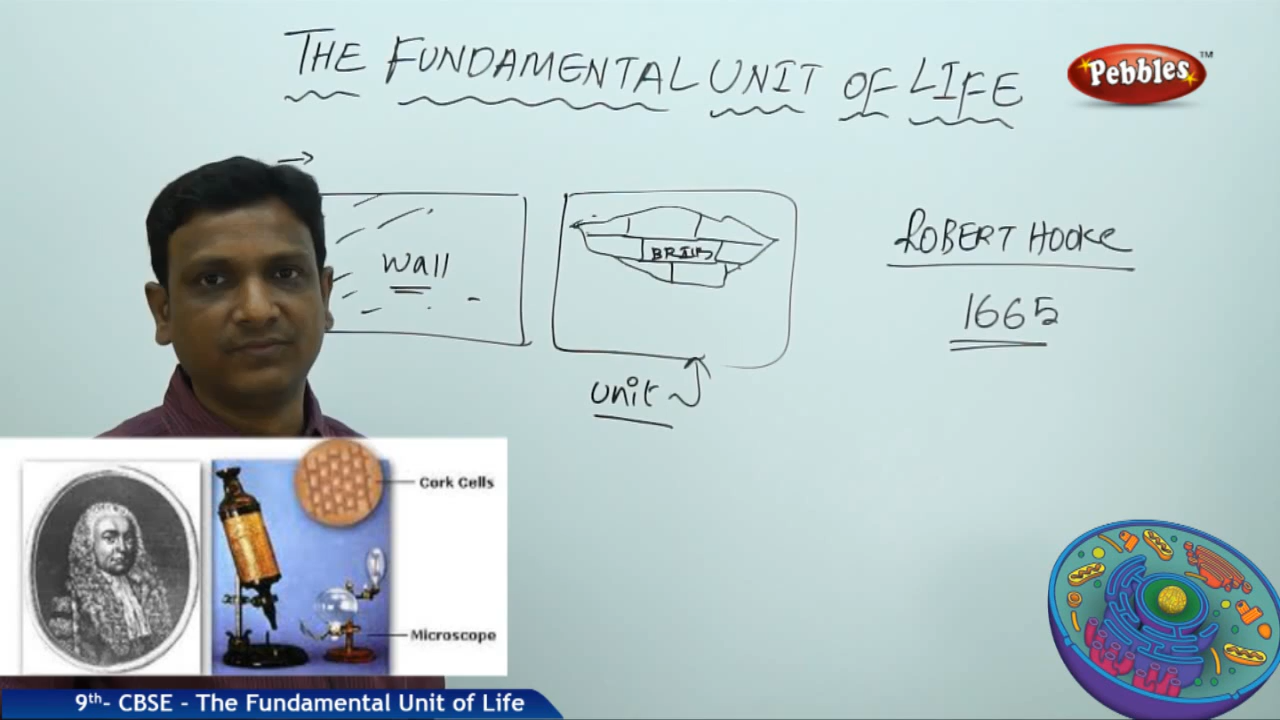 THE FUNDAMENTAL UNIT OF LIFE
Pebbles™
Wall
ROBERT HOOKE
1665
unit
Cork Cells
Microscope
9th- CBSE - The Fundamental Unit of Life